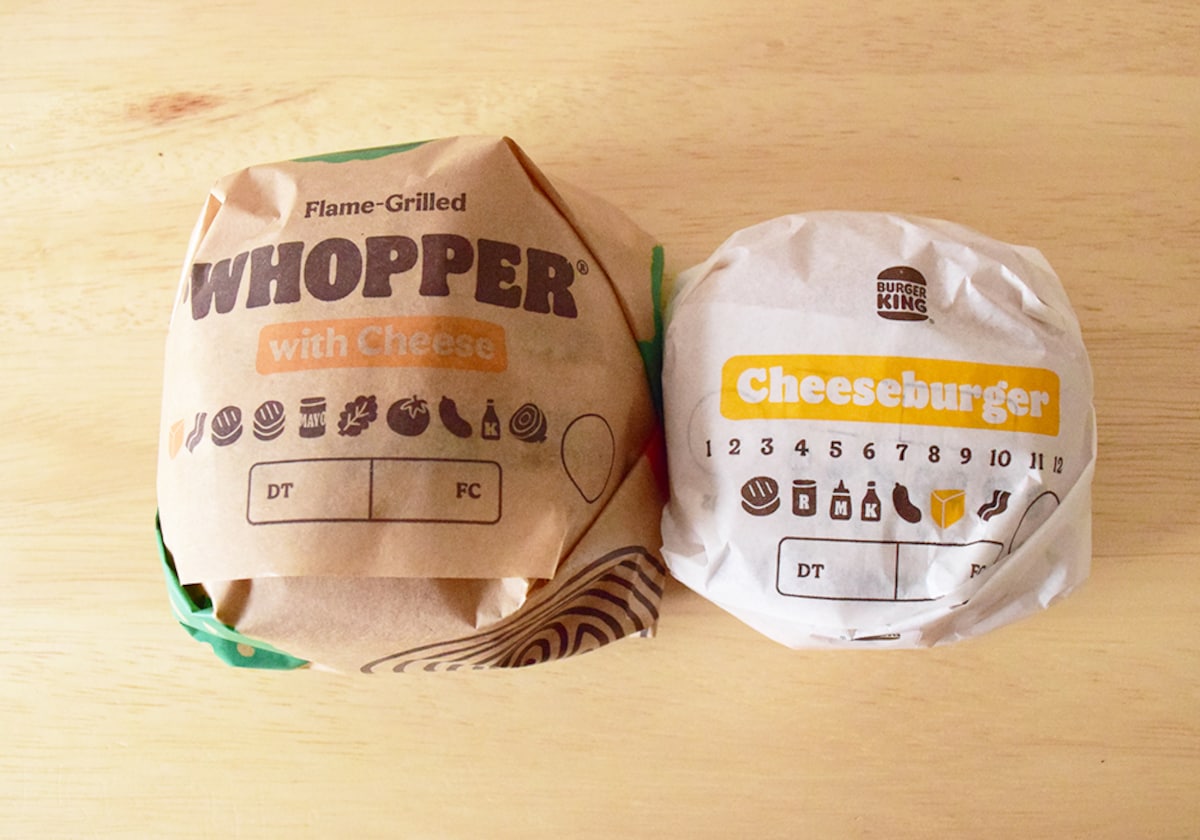 Flame-Grilled
WHOPPER®
with Cheese
MAYO
K
DT FC
BURGER
KING®
Cheeseburger
1 2 3 4 5 6 7 8 9 10 11 12
R M K
DT